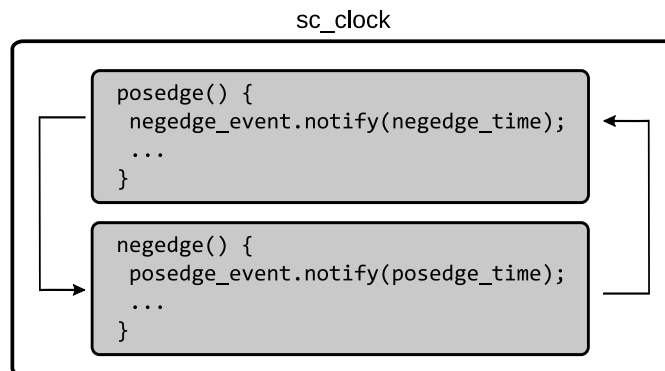 sc_clock
posedge() {
negedge_event.notify(negedge_time);
...
}
negedge() {
posedge_event.notify(posedge_time);
...
}